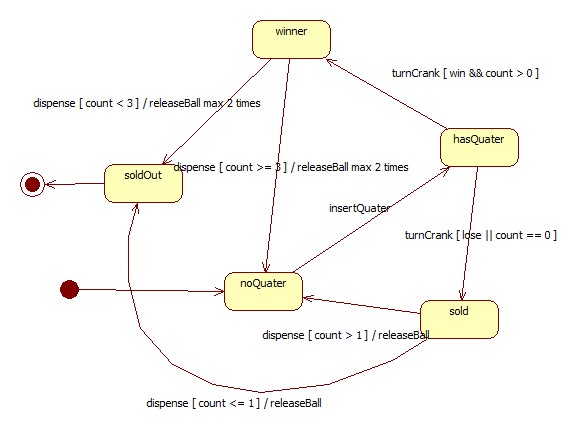 winner
turnCrank [ win && count > 0 ]
dispense [ count < 3 ] / releaseBall max 2 times
hasQuater
soldOut
dispense [ count >= 3 ] / releaseBall max 2 times
insertQuater
turnCrank [ lose || count == 0 ]
noQuater
sold
dispense [ count > 1 ] / releaseBall
dispense [ count <= 1 ] / releaseBall